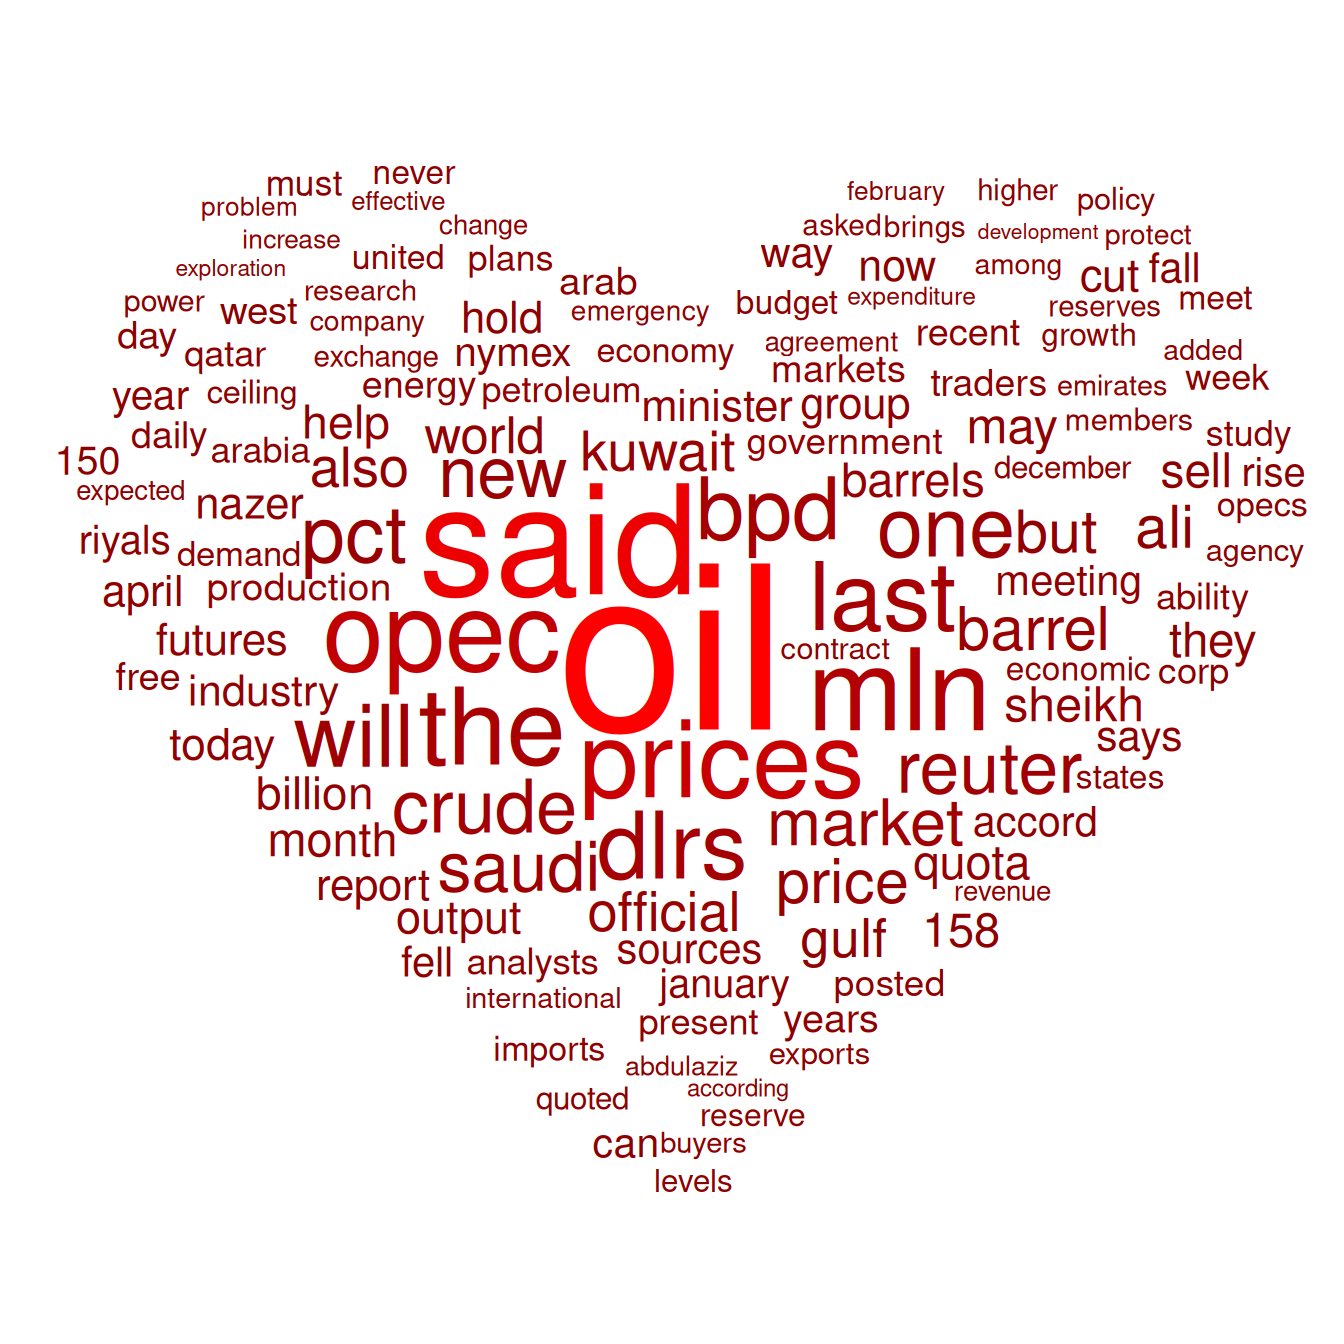 never
must
effective
problem
change
increase
exploration
united
plans
arab
february
higher
policy
asked
brings
development
protect
way
now
among
cut
fall
power
west
research
company
hold
emergency
budget
expenditure
reserves
meet
day
qatar
exchange
nymex
economy
agreement
recent
growth
added
year
ceiling
energy
petroleum
markets
traders
emirates
week
daily
arabia
help
world
minister
group
government
may
members
study
150
expected
also
new
kuwait
barrels
december
sell
rise
nazer
pct
said
bpd
one
but
ali
opecs
riyals
demand
agency
april
production
opec
oil
last
meeting
ability
futures
contract
barrel
they
free
industry
mln
economic
corp
sheikh
today
will
the
prices
reuter
says
states
billion
crude
dlrs
market
accord
month
saudi
price
quota
report
revenue
output
official
gulf
158
fell
analysts
sources
international
january
posted
present
years
imports
abdulaziz
exports
quoted
according
reserve
can
buyers
levels